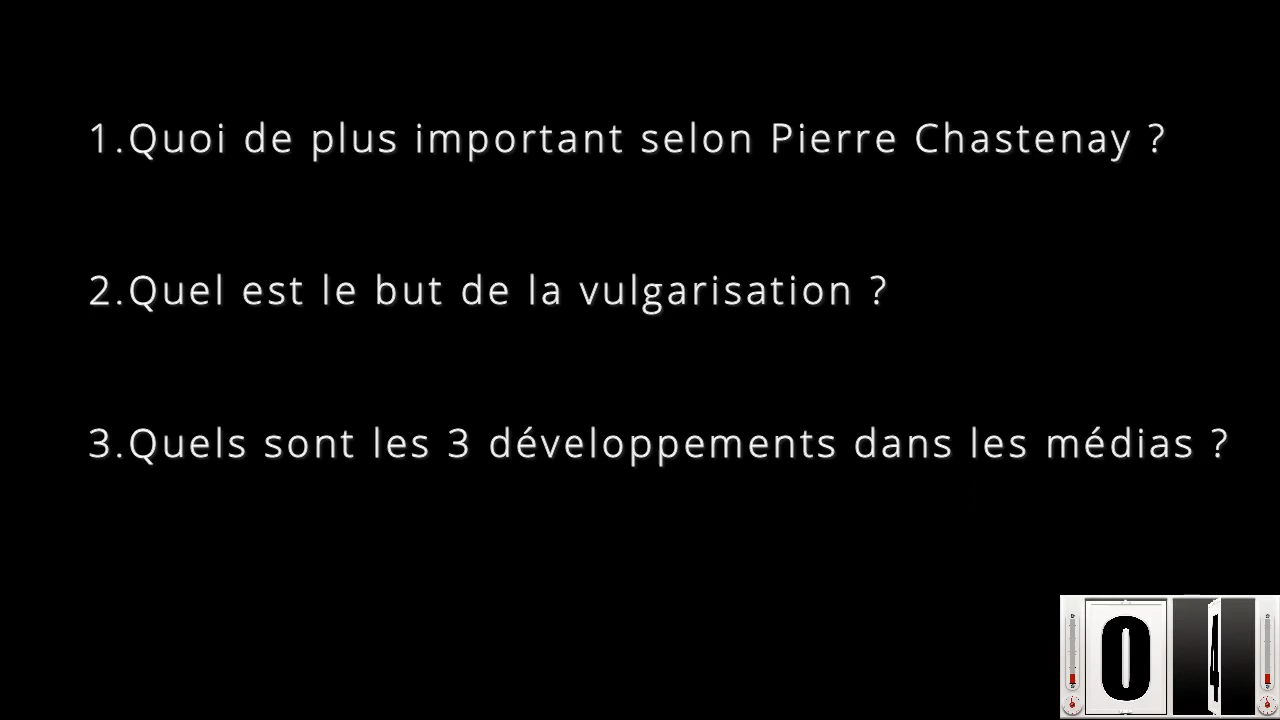 1.Quoi de plus important selon Pierre Chastenay ?
2.Quel est le but de la vulgarisation ?
3.Quels sont les 3 développements dans les médias ?
0